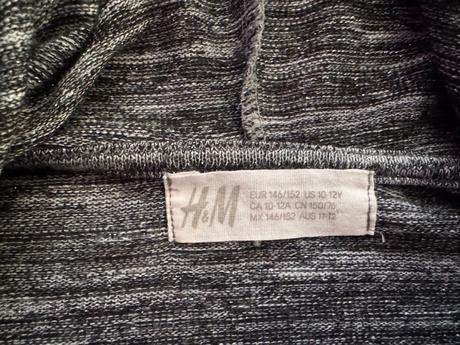 H&M
EUR 146/152 US 10-12Y
CA 10-12A CN 150/76
MX 146/152 AUS 11-12